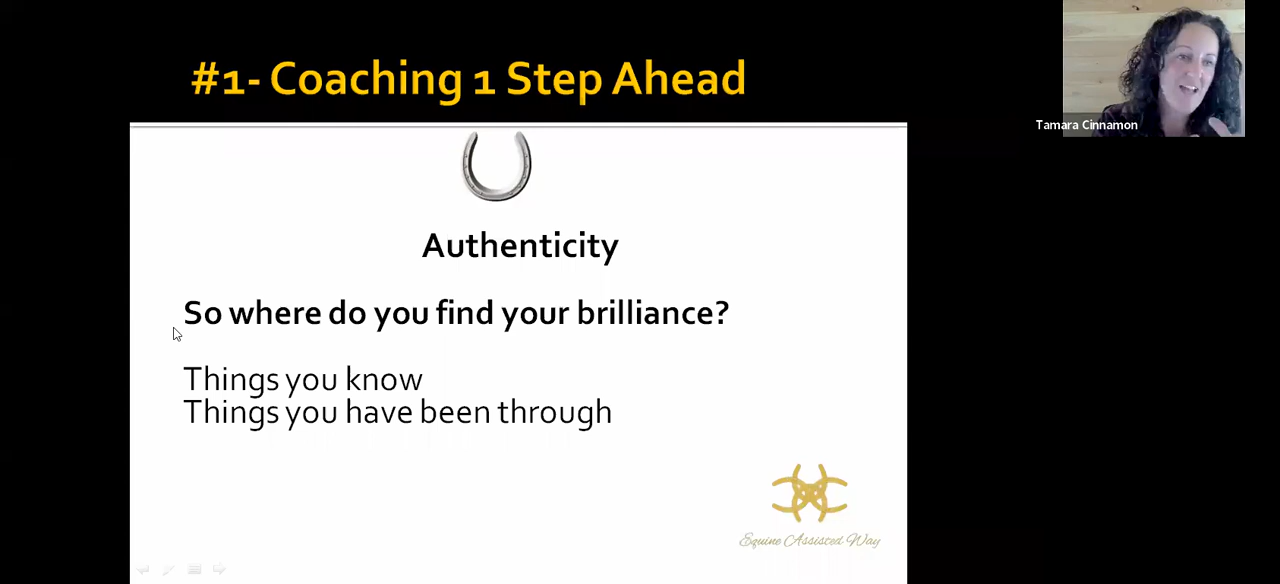 #1- Coaching 1 Step Ahead
Tamara Cinnamon
Authenticity
So where do you find your brilliance?
Things you know
Things you have been through
Equine Assisted Way